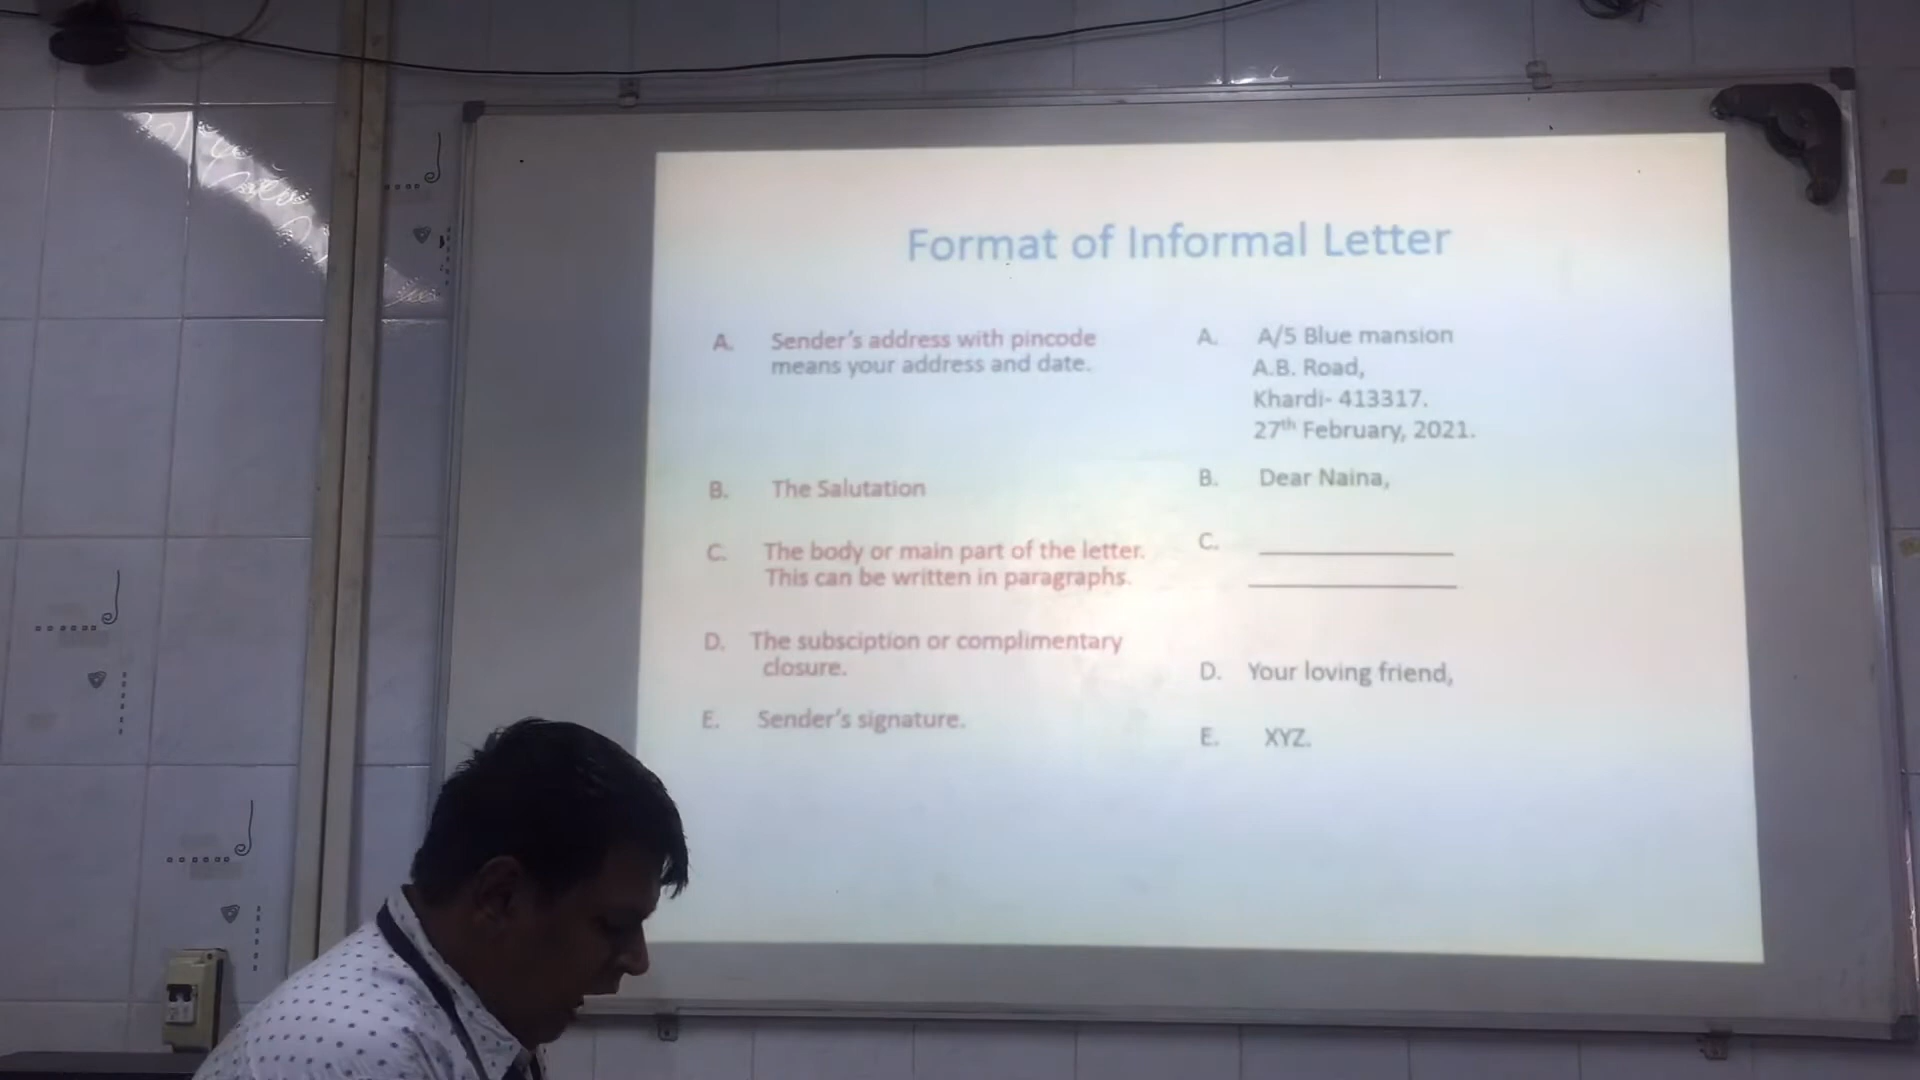 Format of Informal Letter
A. Sender's address with pincode
means your address and date.
B. The Salutation
C. The body or main part of the letter.
This can be written in paragraphs.
D. The subsciption or complimentary
closure.
E. Sender's signature.
A. A/5 Blue mansion
A.B. Road,
Khardi- 413317.
27th February, 2021.
B. Dear Naina,
C.
D. Your loving friend,
E. XYZ.